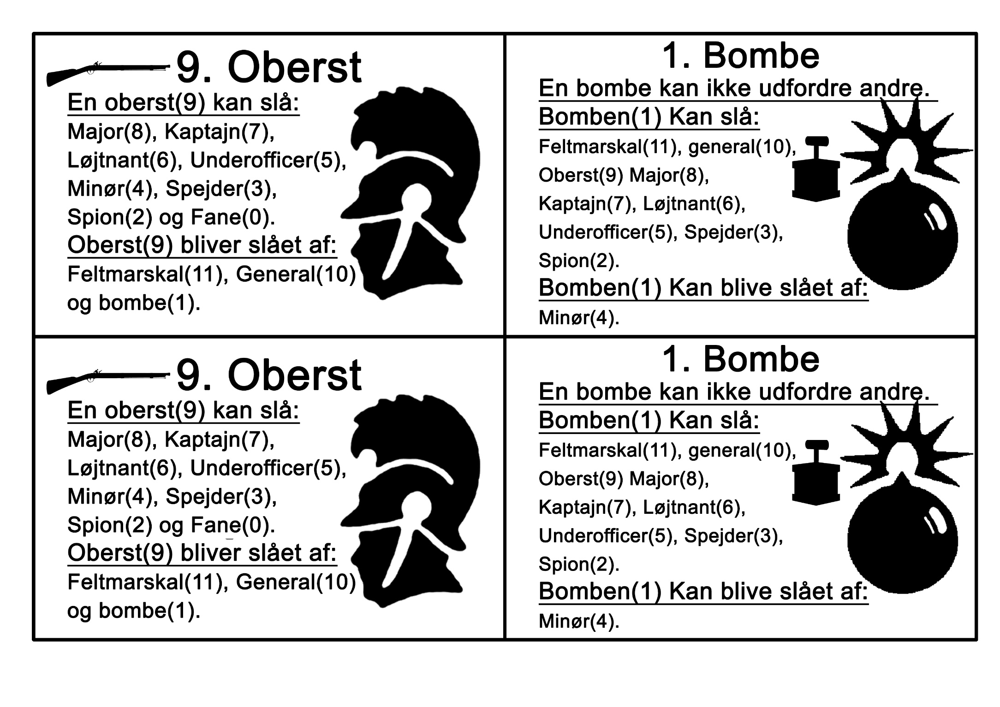 9. Oberst
En oberst(9) kan slå:
Major(8), Kaptajn(7),
Løjtnant(6), Underofficer(5),
Minør(4), Spejder(3),
Spion(2) og Fane(0).
Oberst(9) bliver slået af:
Feltmarskal(11), General(10)
og bombe(1).
1. Bombe
En bombe kan ikke udfordre andre.
Bomben(1) Kan slå:
Feltmarskal(11), general(10),
Oberst(9) Major(8),
Kaptajn(7), Løjtnant(6),
Underofficer(5), Spejder(3),
Spion(2).
Bomben(1) Kan blive slået af:
Minør(4).
9. Oberst
En oberst(9) kan slå:
Major(8), Kaptajn(7),
Løjtnant(6), Underofficer(5),
Minør(4), Spejder(3),
Spion(2) og Fane(0).
Oberst(9) bliver slået af:
Feltmarskal(11), General(10)
og bombe(1).
1. Bombe
En bombe kan ikke udfordre andre.
Bomben(1) Kan slå:
Feltmarskal(11), general(10),
Oberst(9) Major(8),
Kaptajn(7), Løjtnant(6),
Underofficer(5), Spejder(3),
Spion(2).
Bomben(1) Kan blive slået af:
Minør(4).